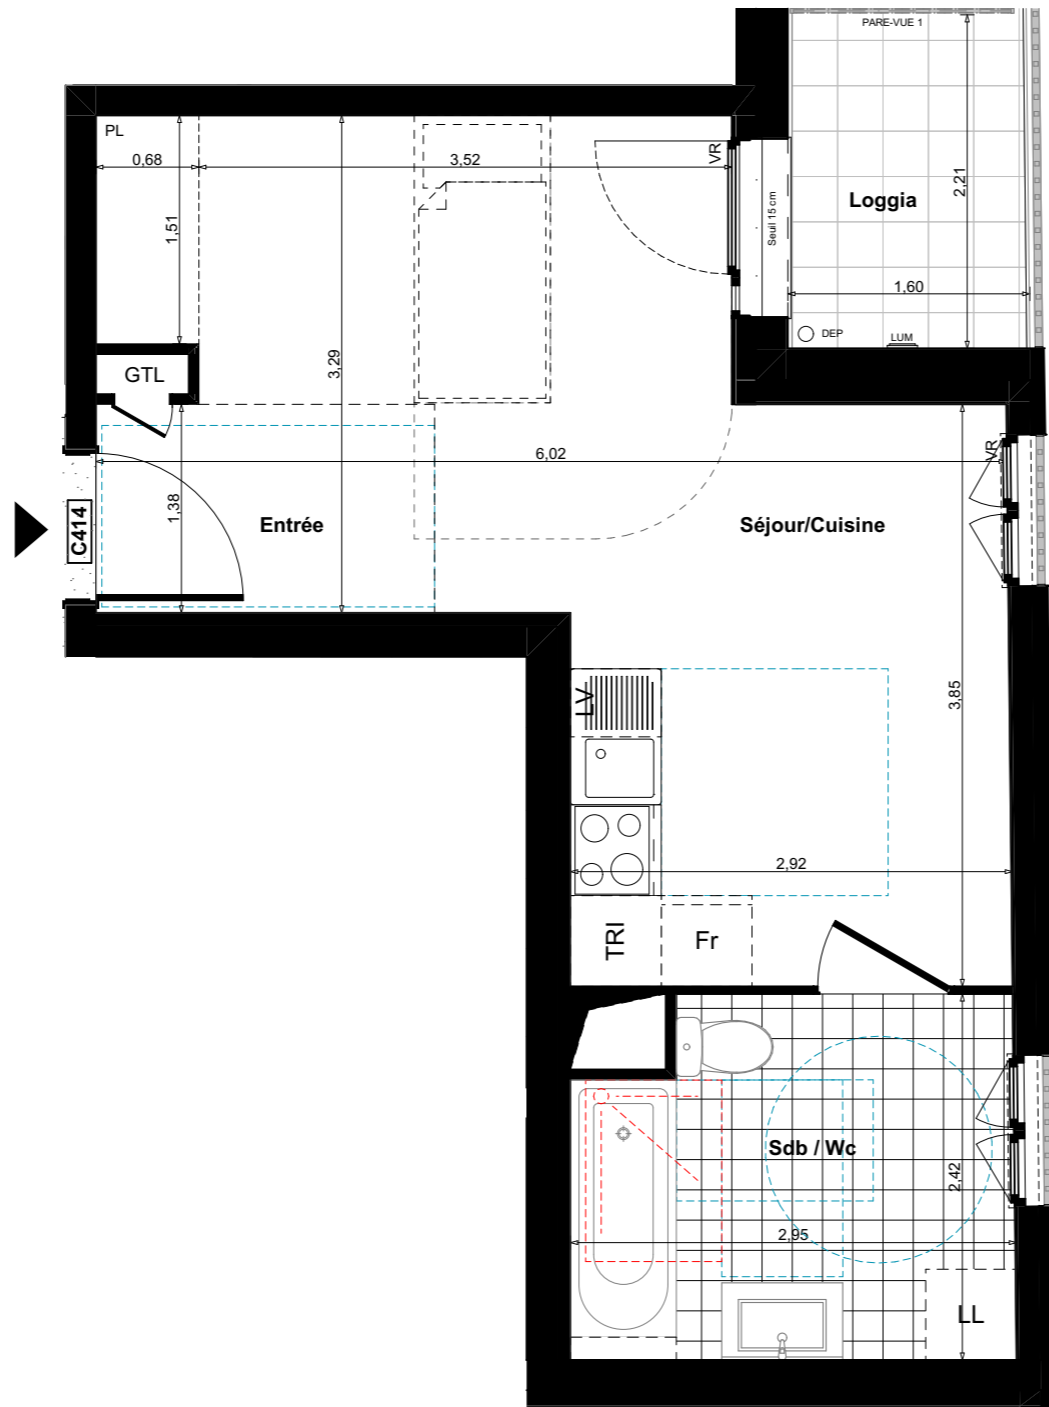 PARE-VUE 1
PL
0,68
3,52
VR
1,51
Seuil 15 cm
Loggia
2,21
1,60
DEP
LUM
3,29
GTL
6,02
VR
1,38
C414
Entrée
Séjour/Cuisine
LV
3,85
2,92
TRI
Fr
Sdb / Wc
2,42
2,95
LL